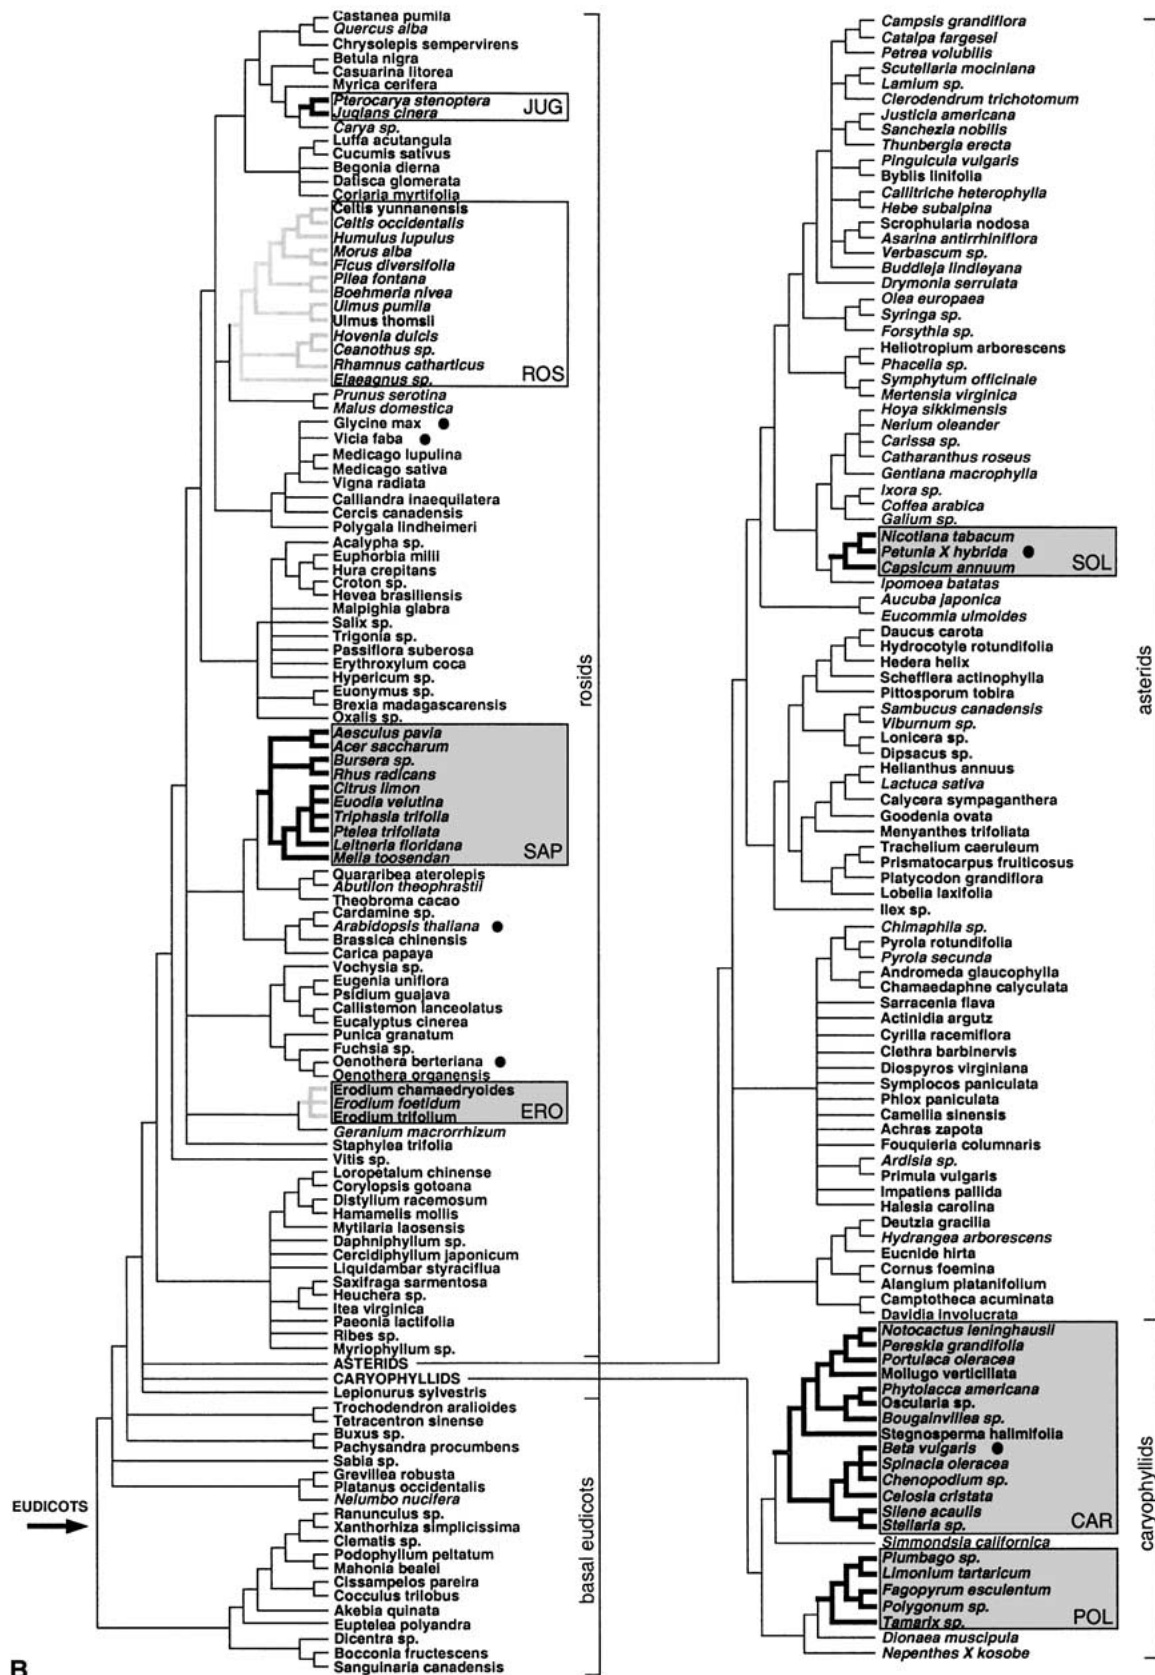 Castanea pumila
Quercus alba
Chrysolepis sempervirens
Betula nigra
Casuarina litorea
Myrica cerifera
Pterocarya stenoptera
Juglans cinera
JUG
Carya sp.
Luffa acutangula
Cucumis sativus
Begonia dierna
Datisca glomerata
Coriaria myrtifolia
Celtis yunnanensis
Celtis occidentalis
Humulus lupulus
Morus alba
Ficus diversifolia
Pilea fontana
Boehmeria nivea
Ulmus pumila
Ulmus thomsii
Hovenia dulcis
Ceanothus sp.
Rhamnus catharticus
Elaeagnus sp.
ROS
Prunus serotina
Malus domestica
Glycine max
Vicia faba
Medicago lupulina
Medicago sativa
Vigna radiata
Calliandra inaequilatera
Cercis canadensis
Polygala lindheimeri
Acalypha sp.
Euphorbia milii
Hura crepitans
Croton sp.
Hevea brasiliensis
Malpighia glabra
Salix sp.
Trigonia sp.
Passiflora suberosa
Erythroxylum coca
Hypericum sp.
Euonymus sp.
Brexia madagascarensis
Oxalis sp.
Aesculus pavia
Acer saccharum
Bursera sp.
Rhus radicans
Citrus limon
Euodia velutina
Triphasia trifolia
Ptelea trifoliata
Leitneria floridana
Melia toosendan
SAP
Quararibea aterolepis
Abutilon theophrastii
Theobroma cacao
Cardamine sp.
Arabidopsis thaliana
Brassica chinensis
Carica papaya
Vochysia sp.
Eugenia uniflora
Psidium guajava
Callistemon lanceolatus
Eucalyptus cinerea
Punica granatum
Fuchsia sp.
Oenothera berteriana
Oenothera organensis
Erodium chamaedryoides
Erodium foetidum
Erodium trifolium
ERO
Geranium macrorrhizum
Staphylea trifolia
Vitis sp.
Loropetalum chinense
Corylopsis gotoana
Distylium racemosum
Hamamelis mollis
Mytilaria laosensis
Daphniphyllum sp.
Cercidiphyllum japonicum
Liquidambar styraciflua
Saxifraga sarmentosa
Heuchera sp.
Itea virginica
Paeonia lactifolia
Ribes sp.
Myriophyllum sp.
ASTERIDS
CARYOPHYLLIDS
Lepionurus sylvestris
Trochodendron aralioides
Tetracentron sinense
Buxus sp.
Pachysandra procumbens
Sabia sp.
Grevillea robusta
Platanus occidentalis
Nelumbo nucifera
Ranunculus sp.
Xanthorhiza simplicissima
Clematis sp.
Podophyllum peltatum
Mahonia bealei
Cissampelos pareira
Cocculus trilobus
Akebia quinata
Euptelea polyandra
Dicentra sp.
Bocconia fructescens
Sanguinaria canadensis
EUDICOTS
B
rosids
basal eudicots
Campsis grandiflora
Catalpa fargesei
Petrea volubilis
Scutellaria mociniana
Lamium sp.
Clerodendrum trichotomum
Justicia americana
Sanchezia nobilis
Thunbergia erecta
Pinguicula vulgaris
Byblis linifolia
Callitriche heterophylla
Hebe subalpina
Scrophularia nodosa
Asarina antirrhiniflora
Verbascum sp.
Buddleja lindleyana
Drymonia serrulata
Olea europaea
Syringa sp.
Forsythia sp.
Heliotropium arborescens
Phacelia sp.
Symphytum officinale
Mertensia virginica
Hoya sikkimensis
Nerium oleander
Carissa sp.
Catharanthus roseus
Gentiana macrophylla
Ixora sp.
Coffea arabica
Galium sp.
Nicotiana tabacum
Petunia X hybrida
Capsicum annuum
SOL
Ipomoea batatas
Aucuba japonica
Eucommia ulmoides
Daucus carota
Hydrocotyle rotundifolia
Hedera helix
Schefflera actinophylla
Pittosporum tobira
Sambucus canadensis
Viburnum sp.
Lonicera sp.
Dipsacus sp.
Helianthus annuus
Lactuca sativa
Calycera sympaganthera
Goodenia ovata
Menyanthes trifoliata
Trachelium caeruleum
Prismatocarpus fruiticosus
Platycodon grandiflora
Lobelia laxifolia
Ilex sp.
Chimaphila sp.
Pyrola rotundifolia
Pyrola secunda
Andromeda glaucophylla
Chamaedaphne calyculata
Sarracenia flava
Actinidia argutz
Cyrilla racemiflora
Clethra barbinervis
Diospyros virginiana
Symplocos paniculata
Phlox paniculata
Camellia sinensis
Achras zapota
Fouquieria columnaris
Ardisia sp.
Primula vulgaris
Impatiens pallida
Halesia carolina
Deutzia gracilia
Hydrangea arborescens
Eucnide hirta
Cornus foemina
Alangium platanifolium
Camptotheca acuminata
Davidia involucrata
Notocactus leninghausii
Pereskia grandifolia
Portulaca oleracea
Mollugo verticillata
Phytolacca americana
Oscularia sp.
Bougainvillea sp.
Stegnosperma halimifolia
Beta vulgaris
Spinacia oleracea
Chenopodium sp.
Celosia cristata
Silene acaulis
Stellaria sp.
CAR
Simmondsia californica
Plumbago sp.
Limonium tartaricum
Fagopyrum esculentum
Polygonum sp.
Tamarix sp.
POL
Dionaea muscipula
Nepenthes X kosobe
asterids
caryophyllids